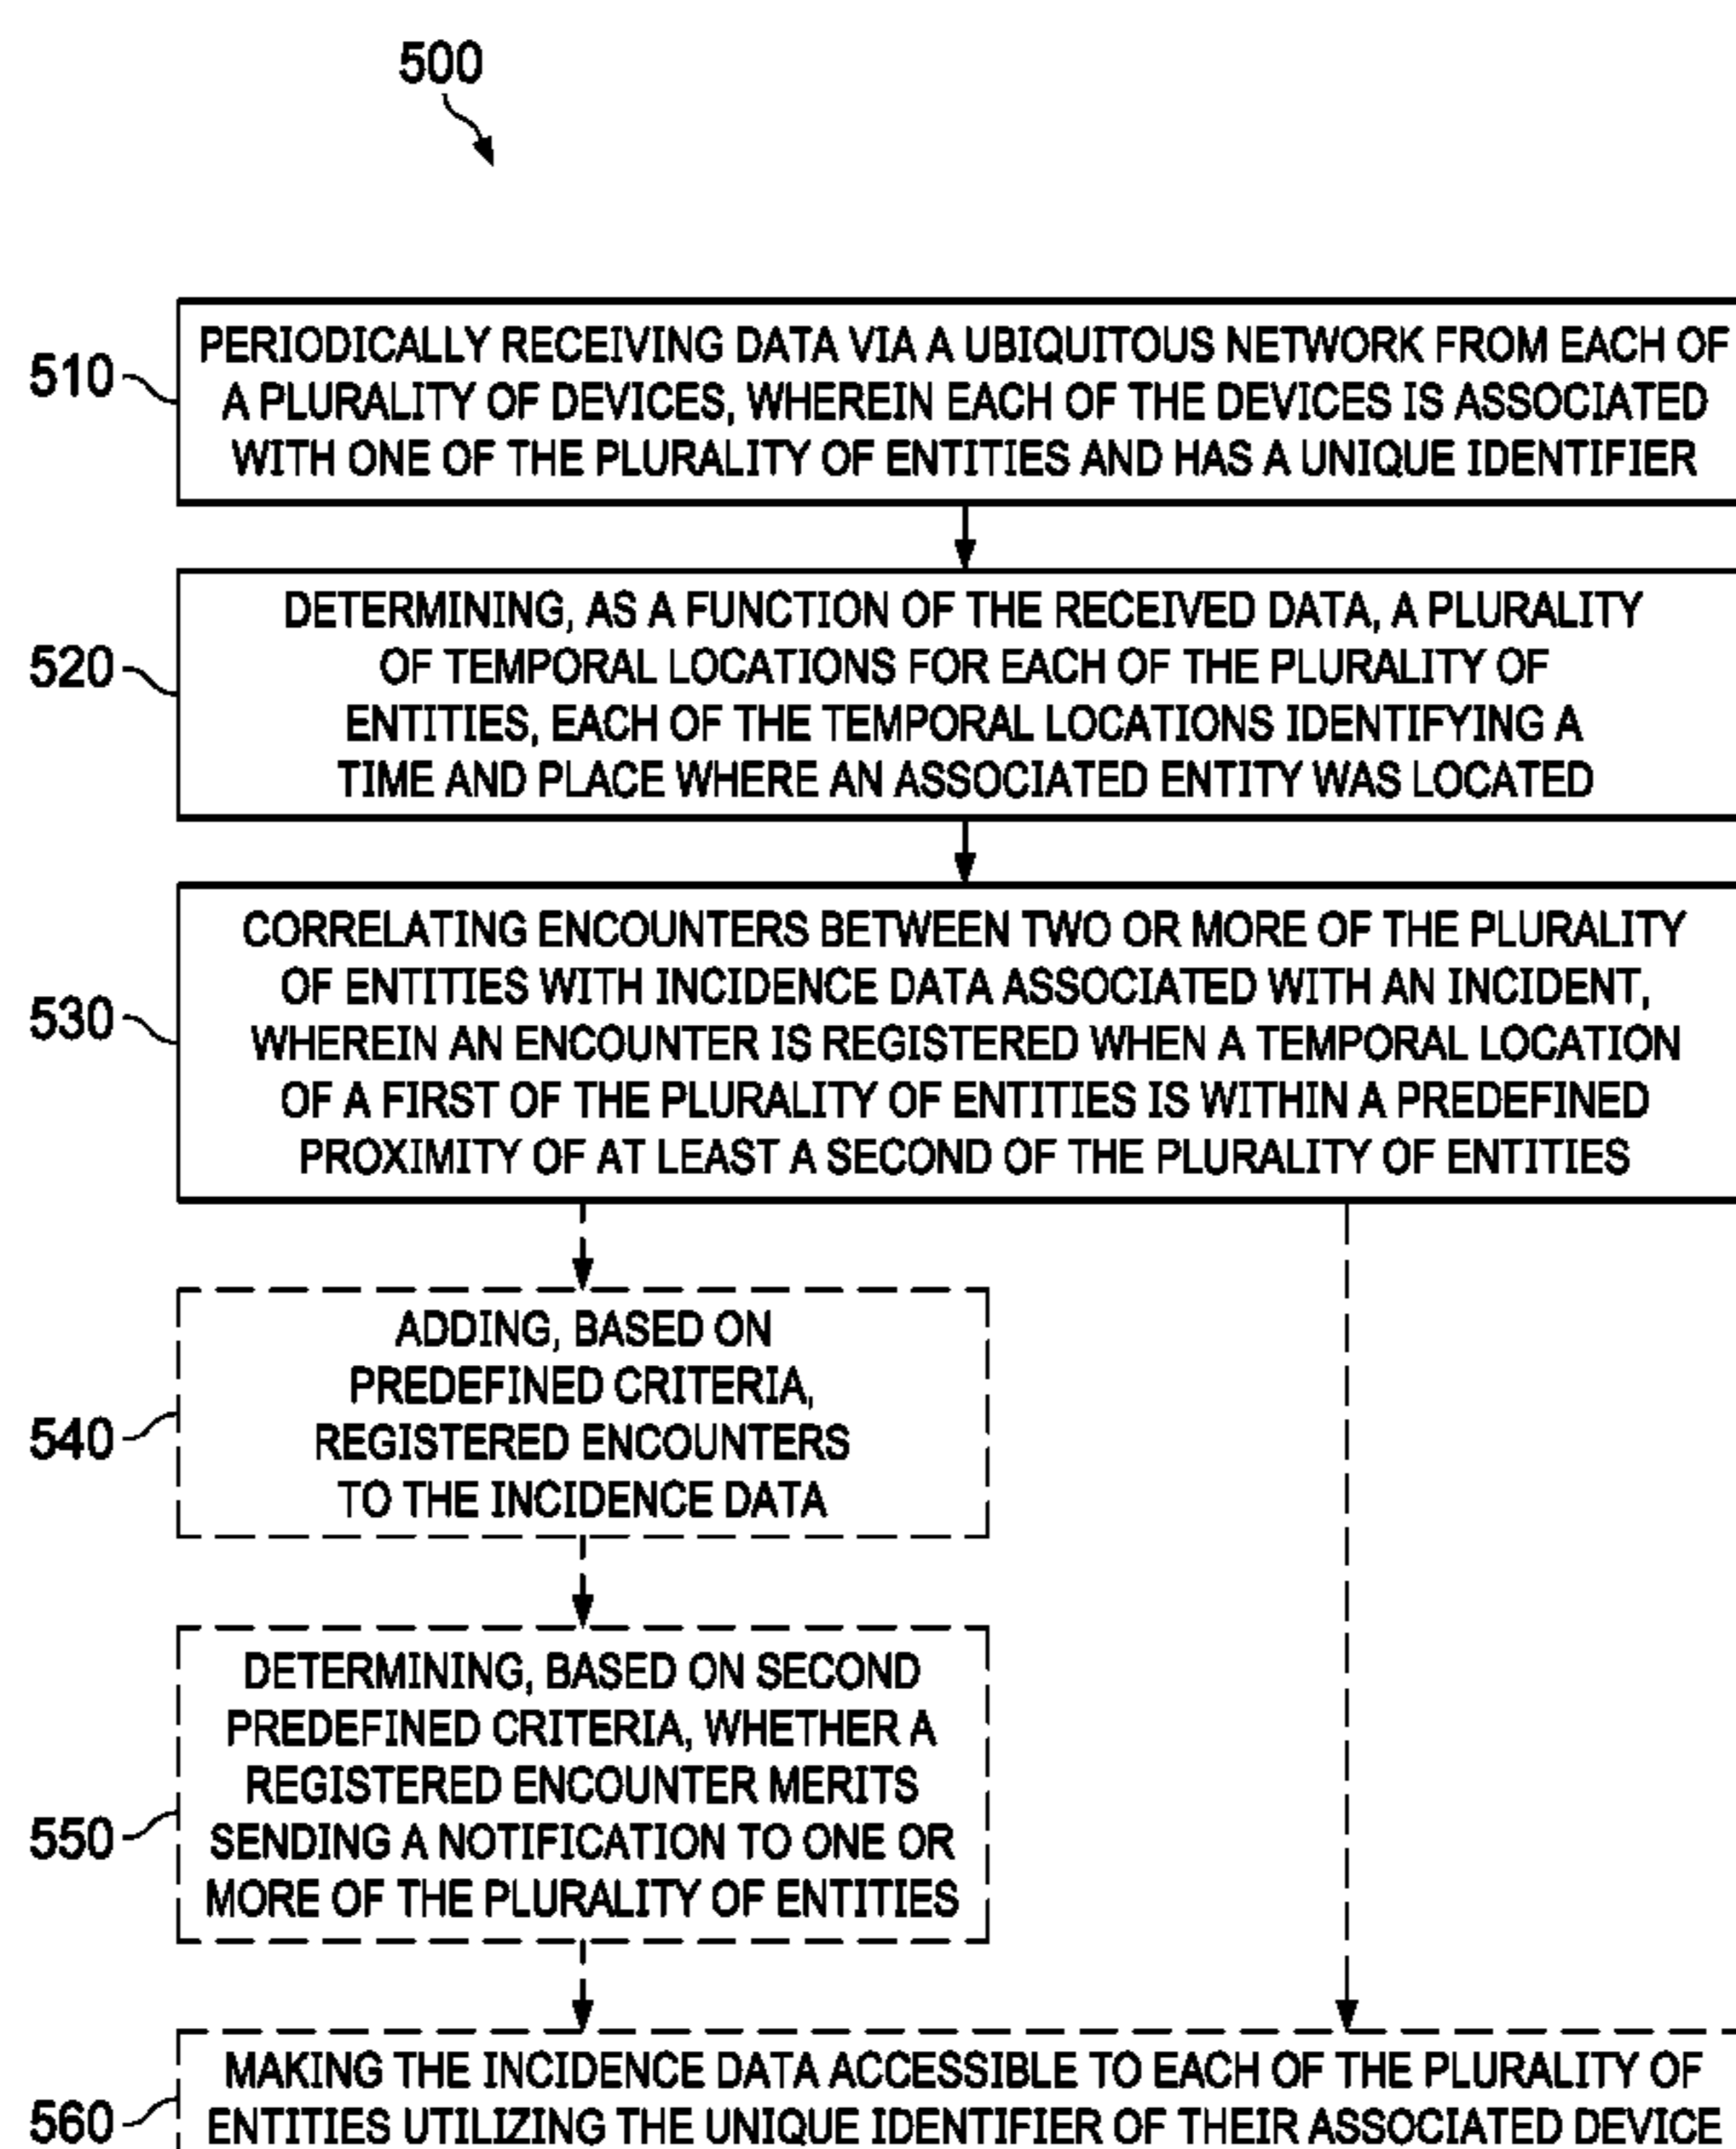 500
510
PERIODICALLY RECEIVING DATA VIA A UBIQUITOUS NETWORK FROM EACH OF
A PLURALITY OF DEVICES, WHEREIN EACH OF THE DEVICES IS ASSOCIATED
WITH ONE OF THE PLURALITY OF ENTITIES AND HAS A UNIQUE IDENTIFIER
520
DETERMINING, AS A FUNCTION OF THE RECEIVED DATA, A PLURALITY
OF TEMPORAL LOCATIONS FOR EACH OF THE PLURALITY OF
ENTITIES, EACH OF THE TEMPORAL LOCATIONS IDENTIFYING A
TIME AND PLACE WHERE AN ASSOCIATED ENTITY WAS LOCATED
530
CORRELATING ENCOUNTERS BETWEEN TWO OR MORE OF THE PLURALITY
OF ENTITIES WITH INCIDENCE DATA ASSOCIATED WITH AN INCIDENT,
WHEREIN AN ENCOUNTER IS REGISTERED WHEN A TEMPORAL LOCATION
OF A FIRST OF THE PLURALITY OF ENTITIES IS WITHIN A PREDEFINED
PROXIMITY OF AT LEAST A SECOND OF THE PLURALITY OF ENTITIES
540
ADDING, BASED ON
PREDEFINED CRITERIA,
REGISTERED ENCOUNTERS
TO THE INCIDENCE DATA
550
DETERMINING, BASED ON SECOND
PREDEFINED CRITERIA, WHETHER A
REGISTERED ENCOUNTER MERITS
SENDING A NOTIFICATION TO ONE OR
MORE OF THE PLURALITY OF ENTITIES
560
MAKING THE INCIDENCE DATA ACCESSIBLE TO EACH OF THE PLURALITY OF
ENTITIES UTILIZING THE UNIQUE IDENTIFIER OF THEIR ASSOCIATED DEVICE